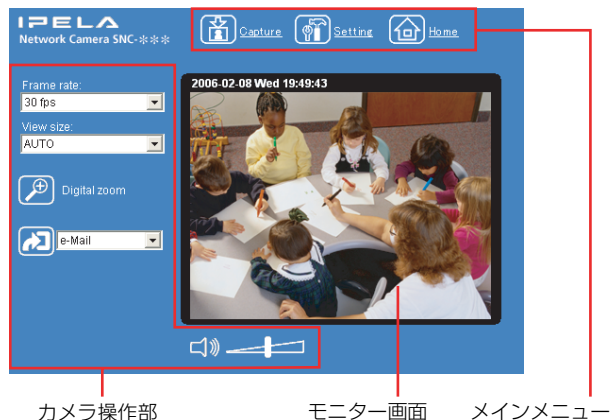 IPELA
Network Camera SNC-＊＊＊
Capture Setting Home
Frame rate:
30 fps
View size:
AUTO
Digital zoom
e-Mail
2006-02-08 Wed 19:49:43
カメラ操作部 モニター画面 メインメニュー